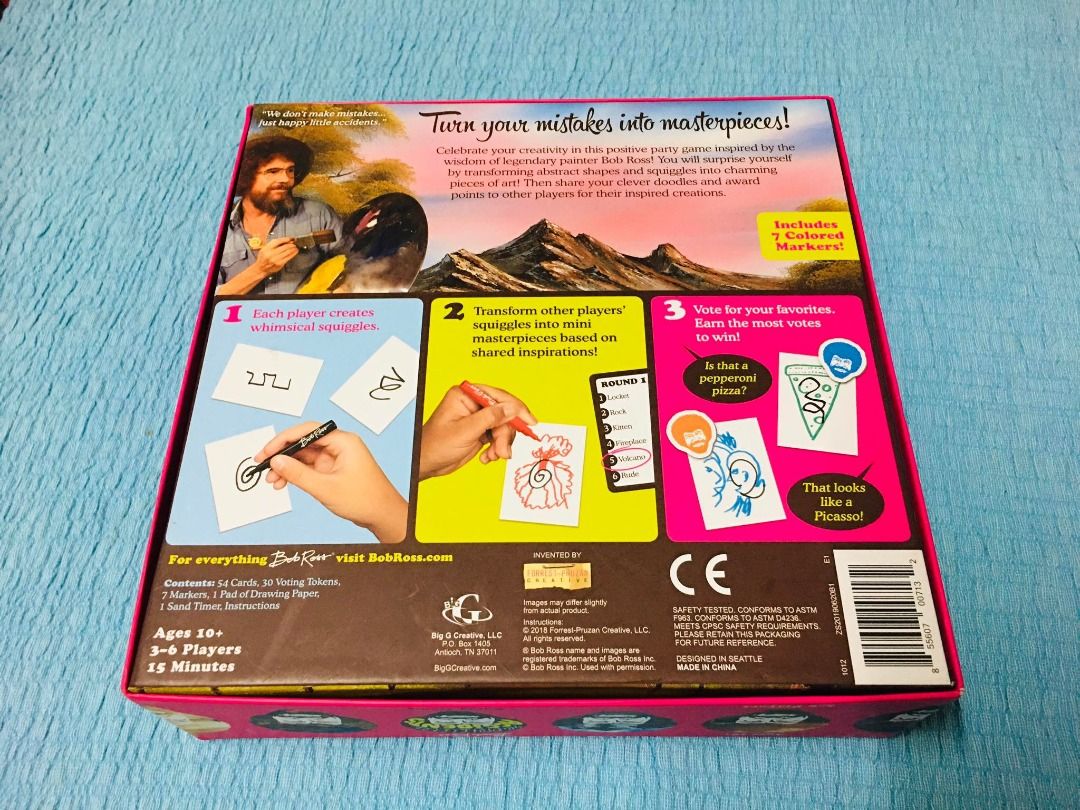 "We don't make mistakes...
just happy little accidents."
Turn your mistakes into masterpieces!
Celebrate your creativity in this positive party game inspired by the
wisdom of legendary painter Bob Ross! You will surprise yourself
by transforming abstract shapes and squiggles into charming
pieces of art! Then share your clever doodles and award
points to other players for their inspired creations.
Includes
7 Colored
Markers!
1 Each player creates
whimsical squiggles.
Bob Ross
2 Transform other players'
squiggles into mini
masterpieces based on
shared inspirations!
ROUND 1
1 Locket
2 Rock
3 Kitten
4 Fireplace
5 Volcano
6 Rude
3 Vote for your favorites.
Earn the most votes
to win!
Is that a
pepperoni
pizza?
That looks
like a
Picasso!
For everything Bob Ross visit BobRoss.com
Contents: 54 Cards, 30 Voting Tokens,
7 Markers, 1 Pad of Drawing Paper,
1 Sand Timer, Instructions
Ages 10+
3-6 Players
15 Minutes
Big G
Big G Creative, LLC
P.O. Box 1405
Antioch, TN 37011
BigGCreative.com
INVENTED BY
FORREST-PRUZAN
CREATIVE
Images may differ slightly
from actual product.
Instructions:
© 2018 Forrest-Pruzan Creative, LLC.
All rights reserved.
® Bob Ross name and images are
registered trademarks of Bob Ross Inc.
© Bob Ross Inc. Used with permission.
CE
SAFETY TESTED. CONFORMS TO ASTM
F963. CONFORMS TO ASTM D4236.
MEETS CPSC SAFETY REQUIREMENTS.
PLEASE RETAIN THIS PACKAGING
FOR FUTURE REFERENCE.
DESIGNED IN SEATTLE
MADE IN CHINA
1012 ZS20190520B1 E1
8 55607 00713 2